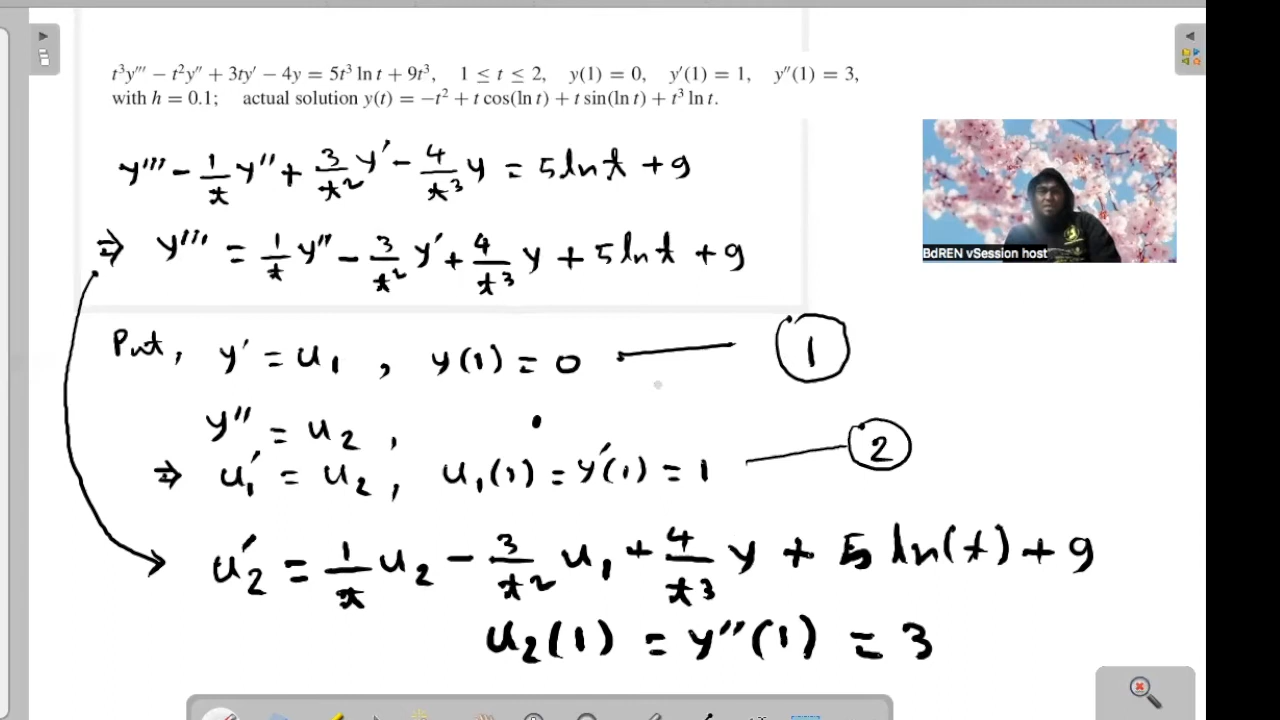 t³y′′′ − t²y′′ + 3ty′ − 4y = 5t³ ln t + 9t³, 1 ≤ t ≤ 2, y(1) = 0, y′(1) = 1, y′′(1) = 3,
with h = 0.1; actual solution y(t) = −t² + t cos(ln t) + t sin(ln t) + t³ ln t.
y''' - 1/t y'' + 3/t² y' - 4/t³ y = 5 ln t + 9
⇒ y''' = 1/t y'' - 3/t² y' + 4/t³ y + 5 ln t + 9
BdREN vSession host
Put, y' = u₁, y(1) = 0 ① 
y'' = u₂,
⇒ u₁' = u₂, u₁(1) = y'(1) = 1 ②
→ u₂' = 1/t u₂ - 3/t² u₁ + 4/t³ y + 5 ln(t) + 9
u₂(1) = y''(1) = 3